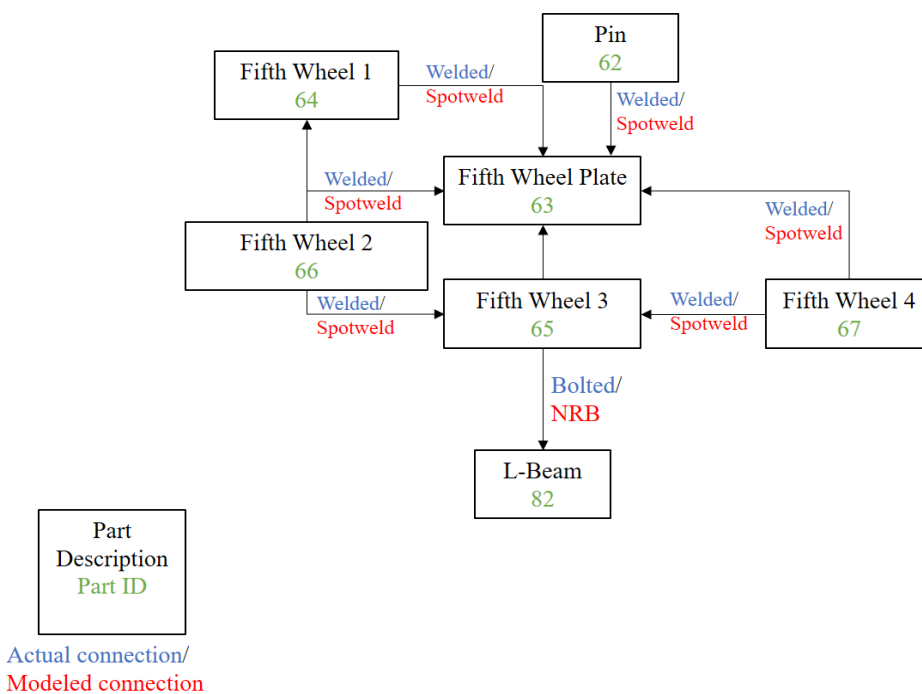 Pin
62
Fifth Wheel 1
64
Welded/
Spotweld
Welded/
Spotweld
Fifth Wheel Plate
63
Welded/
Spotweld
Welded/
Spotweld
Fifth Wheel 2
66
Welded/
Spotweld
Fifth Wheel 3
65
Welded/
Spotweld
Fifth Wheel 4
67
Bolted/
NRB
L-Beam
82
Part
Description
Part ID
Actual connection/
Modeled connection